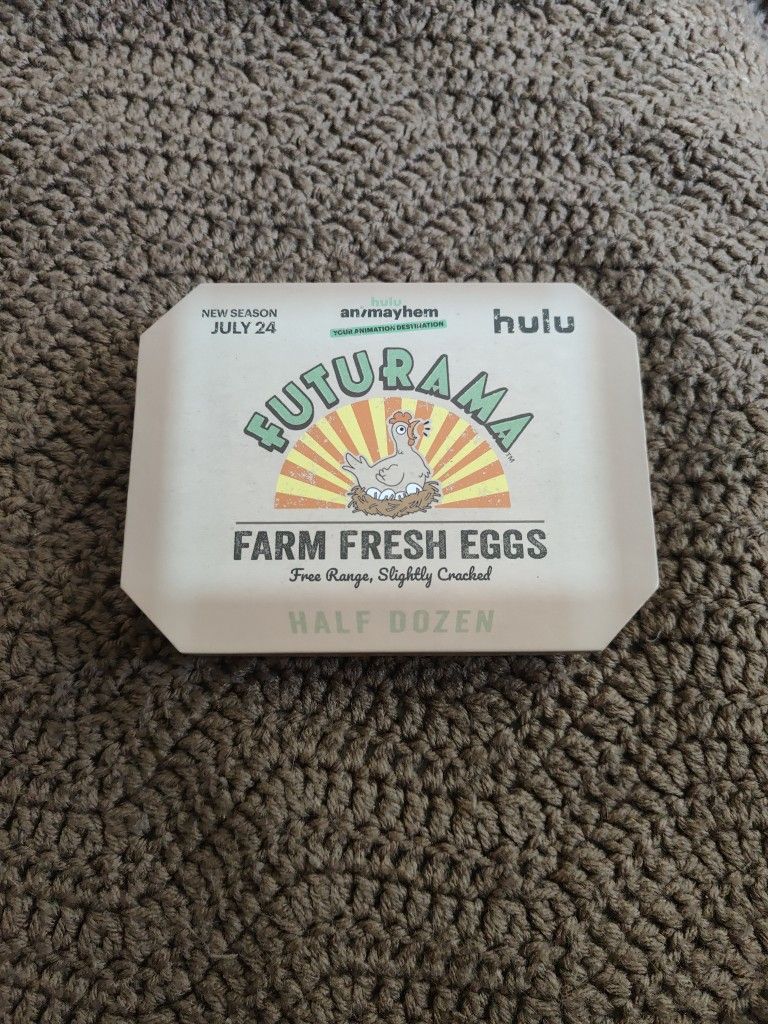 NEW SEASON
JULY 24
hulu
animayhem
YOUR ANIMATION DESTINATION
hulu
FUTURAMA™
FARM FRESH EGGS
Free Range, Slightly Cracked
HALF DOZEN